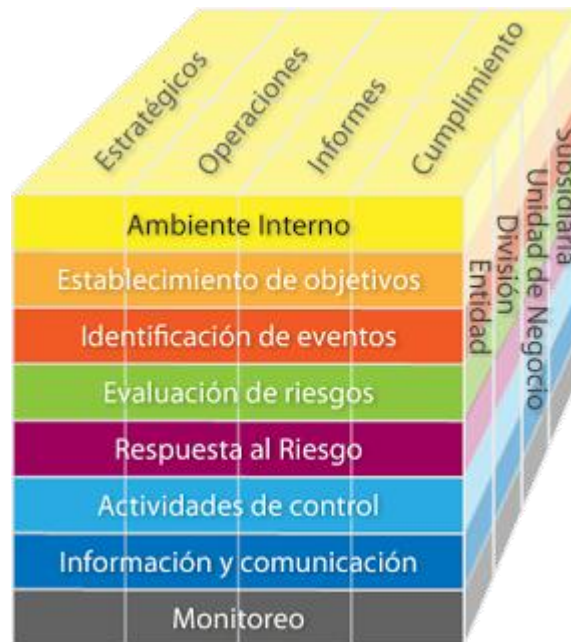 Estratégicos
Operaciones
Informes
Cumplimiento
Ambiente Interno
Establecimiento de objetivos
Identificación de eventos
Evaluación de riesgos
Respuesta al Riesgo
Actividades de control
Información y comunicación
Monitoreo
Entidad
División
Unidad de Negocio
Subsidiaria